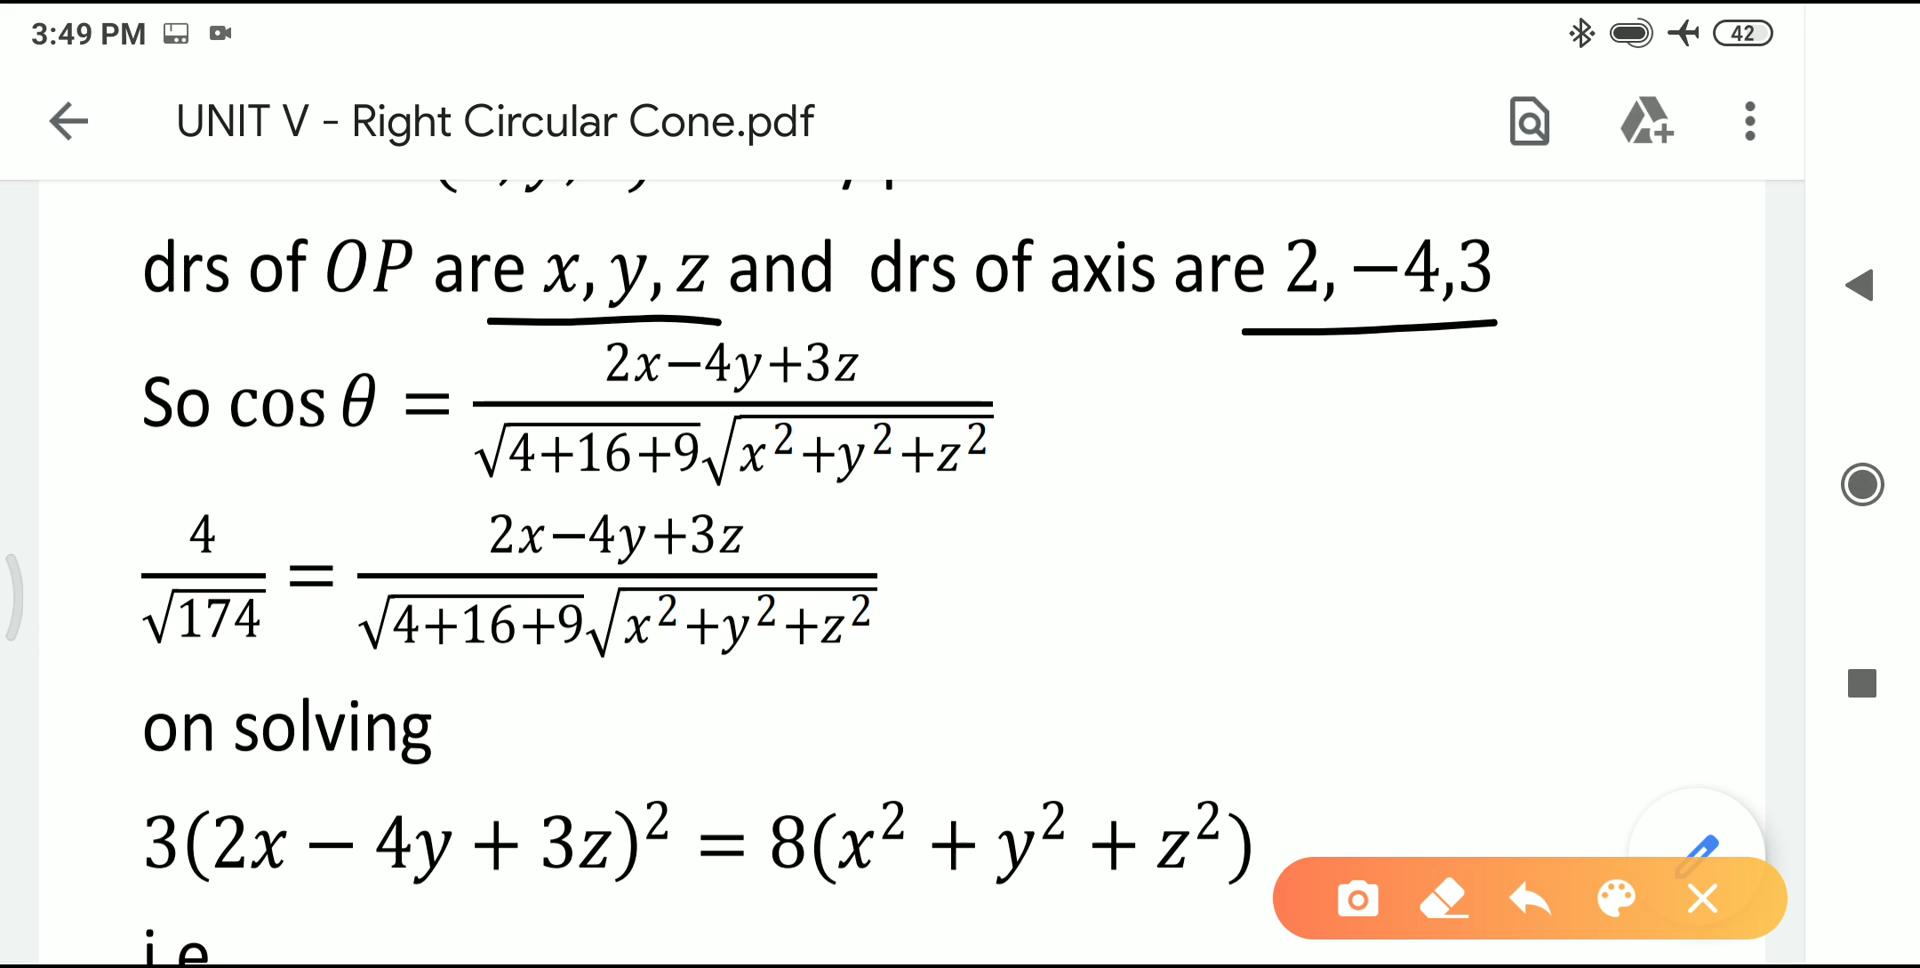 3:49 PM
42
UNIT V - Right Circular Cone.pdf
drs of OP are x, y, z and drs of axis are 2, −4,3
So cos θ = 2x−4y+3z / √4+16+9 √x²+y²+z²
4/√174 = 2x−4y+3z / √4+16+9 √x²+y²+z²
on solving
3(2x − 4y + 3z)² = 8(x² + y² + z²)
i.e